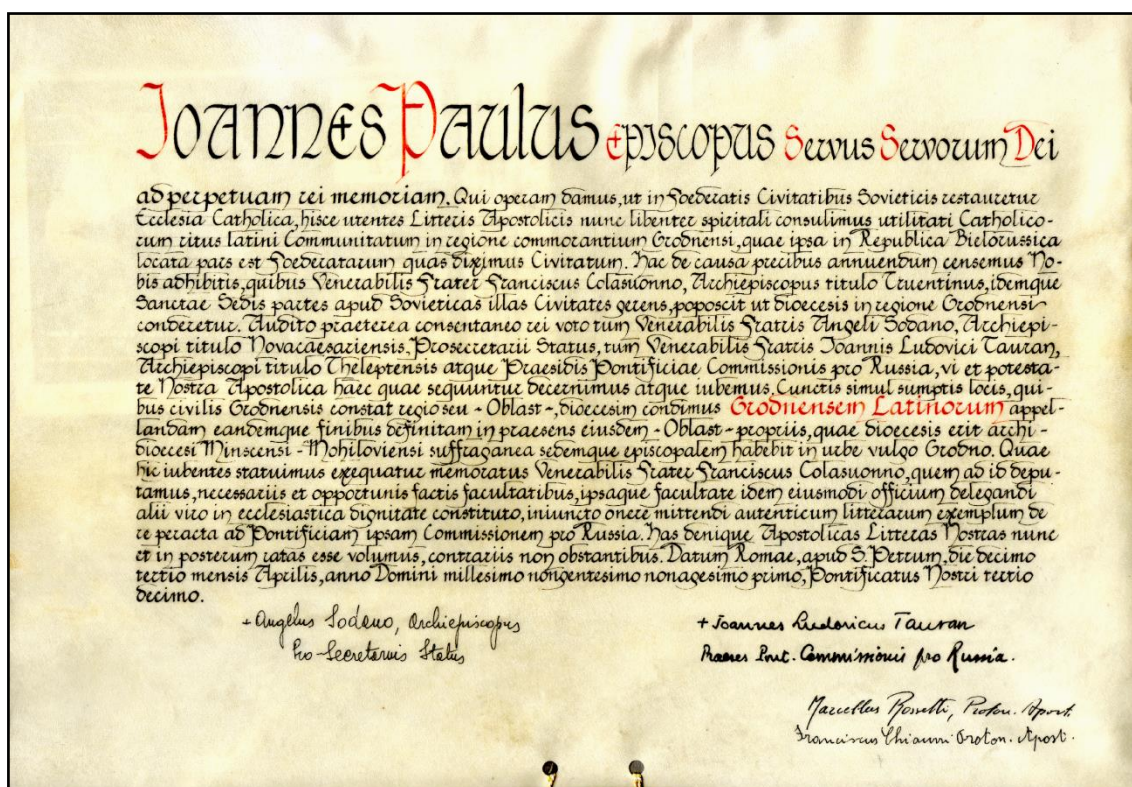 Ioannes Paulus Episcopus Servus Servorum Dei
ad perpetuam rei memoriam. Qui operam damus, ut in Foederatis Civitatibus Sovieticis restauretur
Ecclesia Catholica, hisce utentes Litteris Apostolicis nunc libenter spiritali consulimus utilitati Catholico-
rum ritus latini Communitatum in regione commorantium Grodnensi, quae ipsa in Republica Bielorussica
locata pars est Foederatarum quas diximus Civitatum. Hac de causa precibus annuendum censemus No-
bis adhibitis, quibus Venerabilis Frater Franciscus Colasuonno, Archiepiscopus titulo Truentinus, idemque
Sanctae Sedis partes apud Sovieticas illas Civitates gerens, poposcit ut dioecesis in regione Grodnensi
conderetur. Audito praeterea consentaneo rei voto tum Venerabilis Fratris Angeli Sodano, Archiepi-
scopi titulo Novacaesariensis, Prosecretarii Status, tum Venerabilis Fratris Ioannis Ludovici Tauran,
Archiepiscopi titulo Theleptensis atque Praesidis Pontificiae Commissionis pro Russia, vi et potesta-
te Nostra Apostolica haec quae sequuntur decernimus atque iubemus. Cunctis simul sumptis locis, qui-
bus civilis Grodnensis constat regio seu - Oblast -, dioecesim condimus Grodnensem Latinorum appel-
landam eandemque finibus definitam in praesens eiusdem - Oblast - propriis, quae dioecesis erit archi-
dioecesi Minscensi - Mohiloviensi suffraganea sedemque episcopalem habebit in urbe vulgo Grodno. Quae
hic iubentes statuimus exequatur memoratus Venerabilis Frater Franciscus Colasuonno, quem ad id depu-
tamus, necessariis et opportunis factis facultatibus, ipsaque facultate idem eiusmodi officium delegandi
alii viro in ecclesiastica dignitate constituto, iniuncto onere mittendi autenticum litterarum exemplum de
re peracta ad Pontificiam ipsam Commissionem pro Russia. Has denique Apostolicas Litteras Nostras nunc
et in posterum ratas esse volumus, contrariis non obstantibus. Datum Romae, apud S. Petrum, die decimo
tertio mensis Aprilis, anno Domini millesimo nongentesimo nonagesimo primo, Pontificatus Nostri tertio
decimo.
+ Angelus Sodano, Archiepiscopus
Pro-Secretarius Status
+ Ioannes Ludovicus Tauran
Praeses Pont. Commissionis pro Russia.
Marcellus Rossetti, Proton. Apost.
Franciscus Chiaurri Proton. Apost.